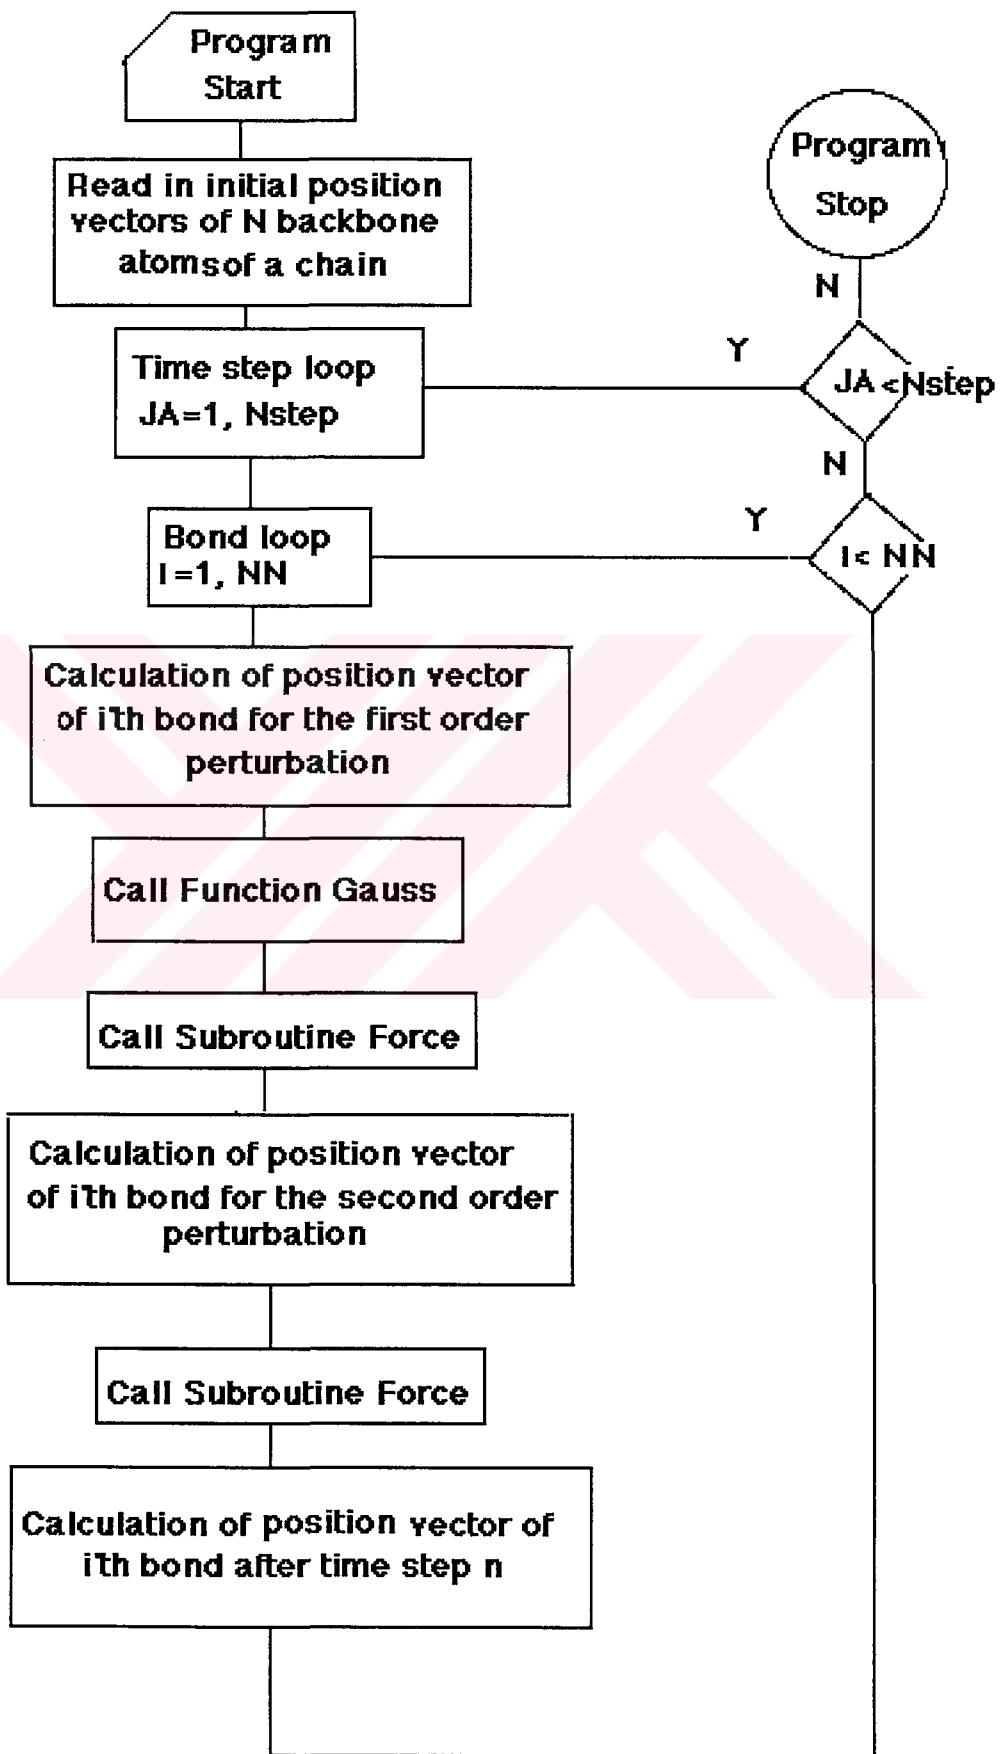 Program
Start
Read in initial position
vectors of N backbone
atoms of a chain
Time step loop
JA=1, Nstep
Bond loop
I=1, NN
Calculation of position vector
of i'th bond for the first order
perturbation
Call Function Gauss
Call Subroutine Force
Calculation of position vector
of i'th bond for the second order
perturbation
Call Subroutine Force
Calculation of position vector of
i'th bond after time step n
Program
Stop
N
Y
JA <Nstep
N
Y
I< NN